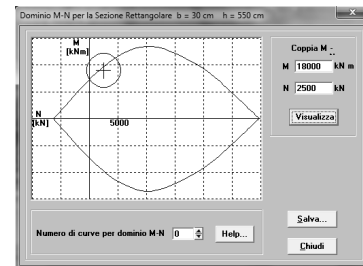 Dominio M-N per la Sezione Rettangolare b = 30 cm h = 550 cm
M
[kNm]
N
[kN]
5000
Coppia M -
M 18000 kN m
N 2500 kN
Visualizza
Numero di curve per dominio M-N 0 Help...
Salva...
Chiudi